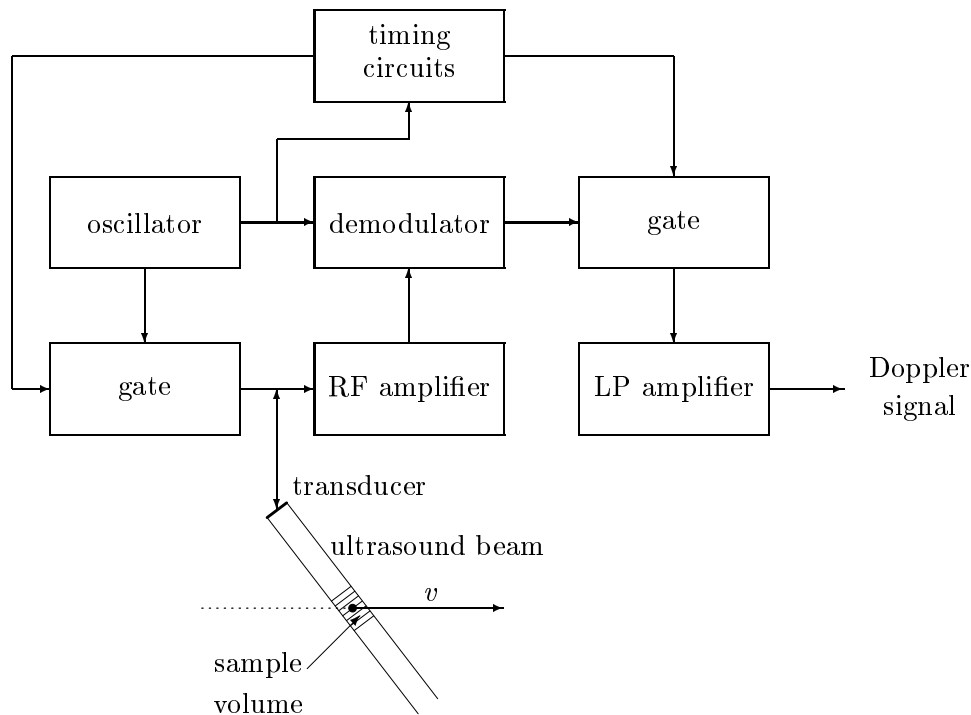 timing
circuits
oscillator
demodulator
gate
gate
RF amplifier
LP amplifier
Doppler
signal
transducer
ultrasound beam
v
sample
volume